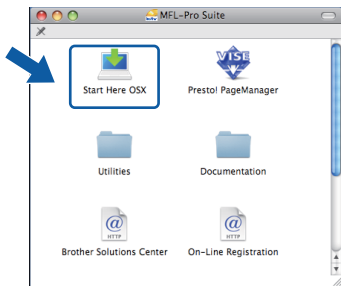 MFL-Pro Suite
VISE
Start Here OSX
Presto! PageManager
Utilities
Documentation
@
HTTP
@
HTTP
Brother Solutions Center
On-Line Registration